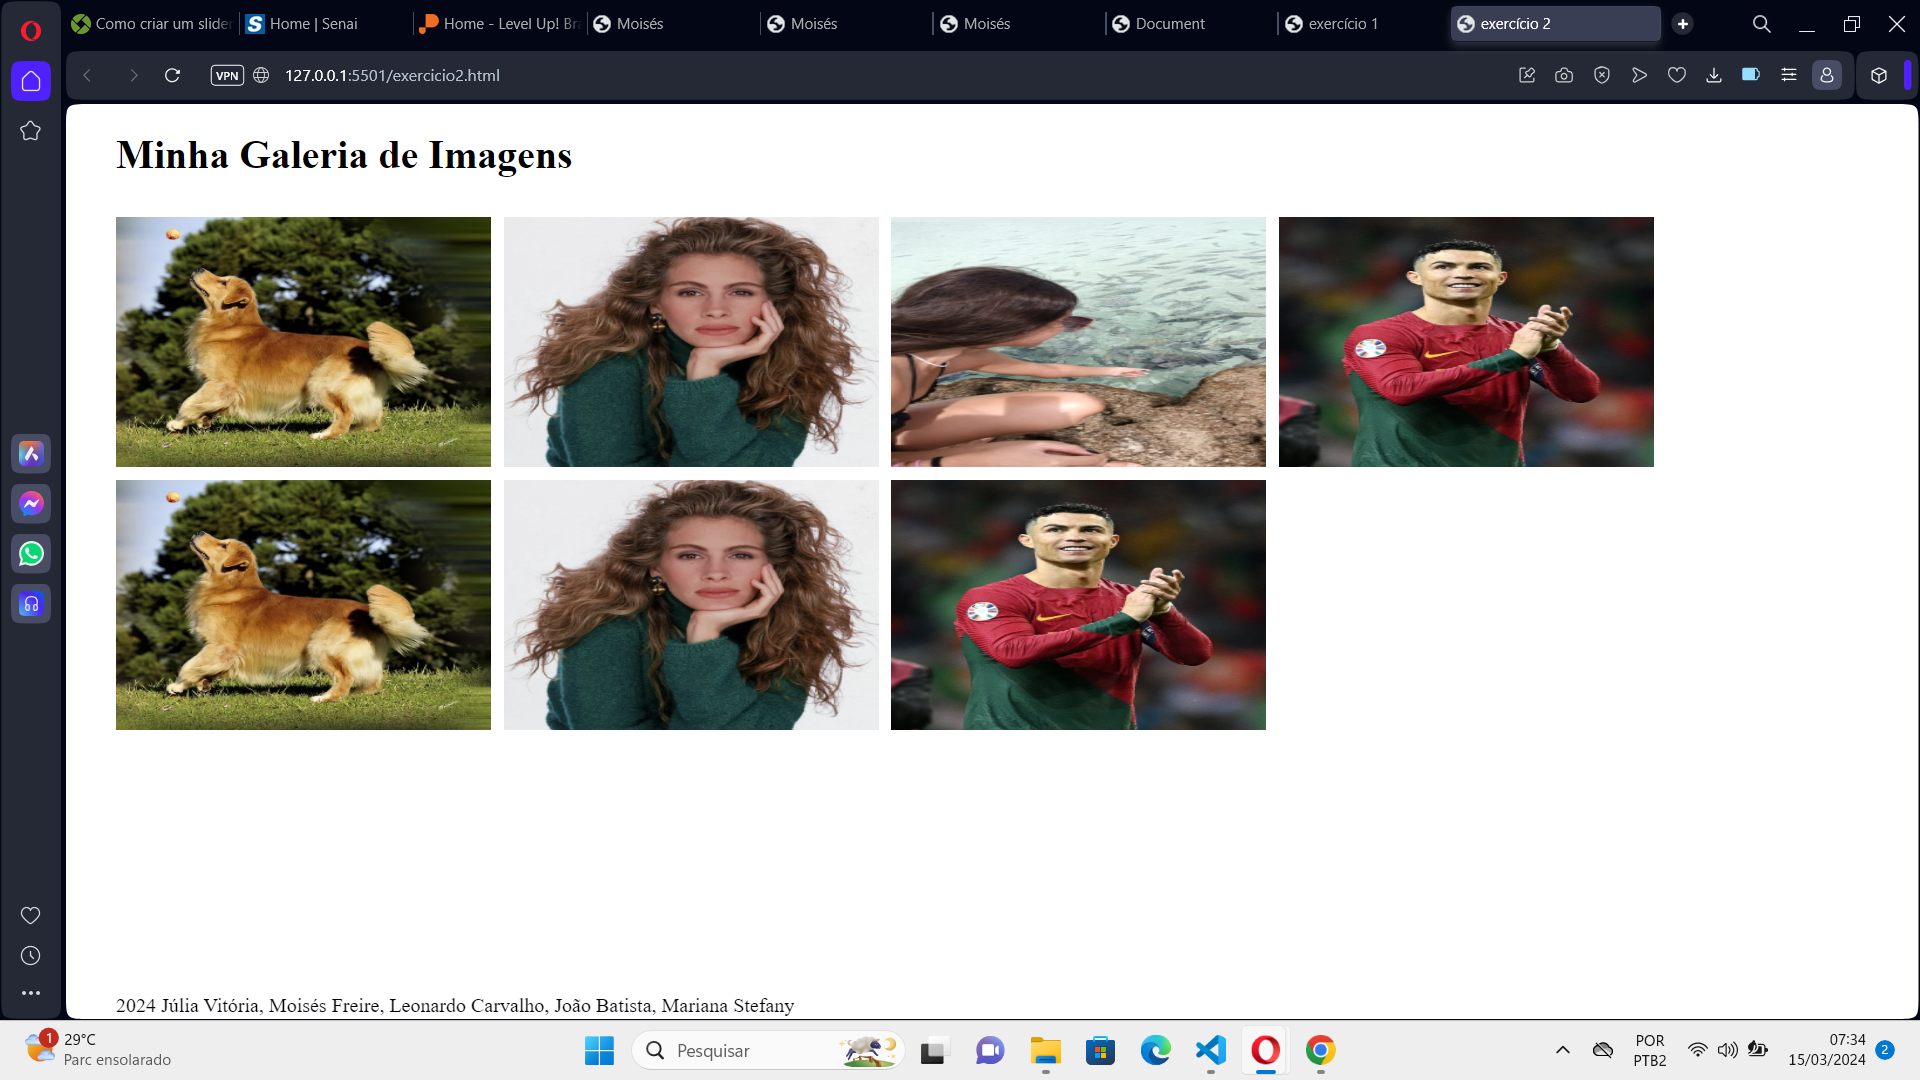 Como criar um slider
Home | Senai
Home - Level Up! Bra
Moisés
Moisés
Moisés
Document
exercício 1
exercício 2
VPN
127.0.0.1:5501/exercicio2.html
Minha Galeria de Imagens
2024 Júlia Vitória, Moisés Freire, Leonardo Carvalho, João Batista, Mariana Stefany
1
29°C
Parc ensolarado
Pesquisar
POR
PTB2
07:34
15/03/2024
2